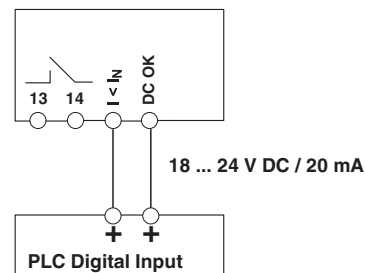 13 14 I < IN DC OK
18 ... 24 V DC / 20 mA
+ +
PLC Digital Input